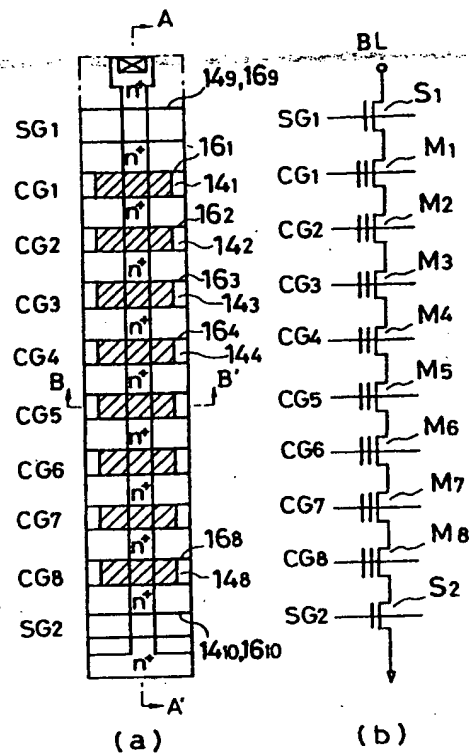 A
BL
n+
14₉,16₉
S₁
SG₁
SG₁
n+
16₁
M₁
CG₁
14₁
CG₁
n+
16₂
M₂
CG₂
14₂
CG₂
n+
16₃
M₃
CG₃
14₃
CG₃
n+
16₄
M₄
CG₄
14₄
CG₄
n+
B
B'
M₅
CG₅
CG₅
n+
M₆
CG₆
CG₆
n+
M₇
CG₇
CG₇
n+
16₈
M₈
CG₈
14₈
CG₈
n+
S₂
SG₂
SG₂
14₁₀,16₁₀
n+
A'
(a)
(b)